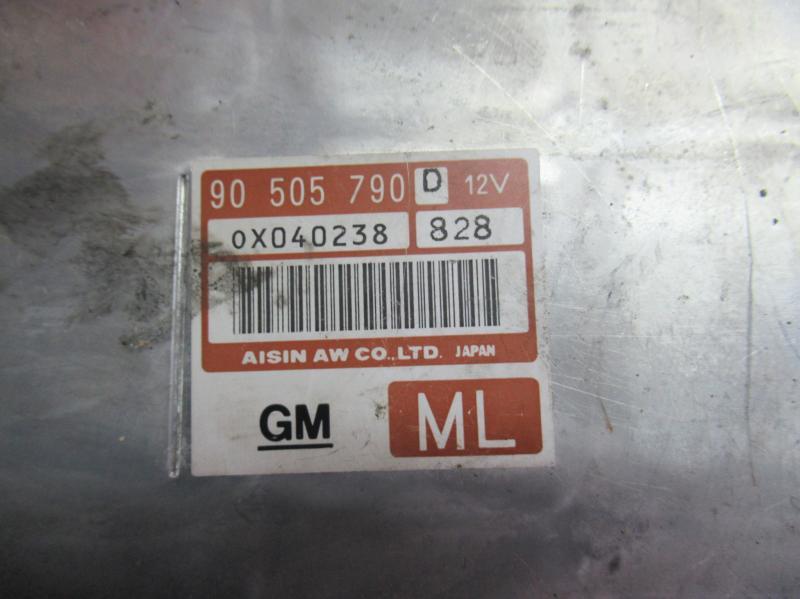 90 505 790 D 12V
0X040238 828
AISIN AW CO.,LTD. JAPAN
GM ML